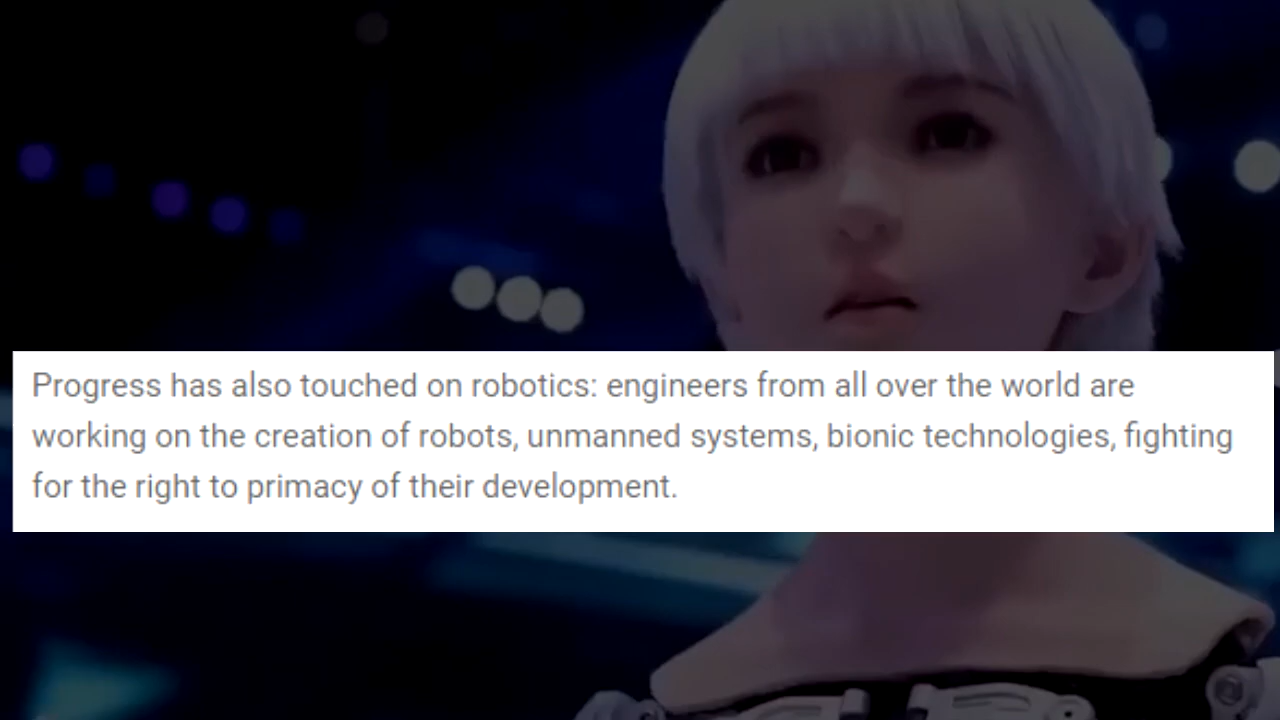 Progress has also touched on robotics: engineers from all over the world are
working on the creation of robots, unmanned systems, bionic technologies, fighting
for the right to primacy of their development.